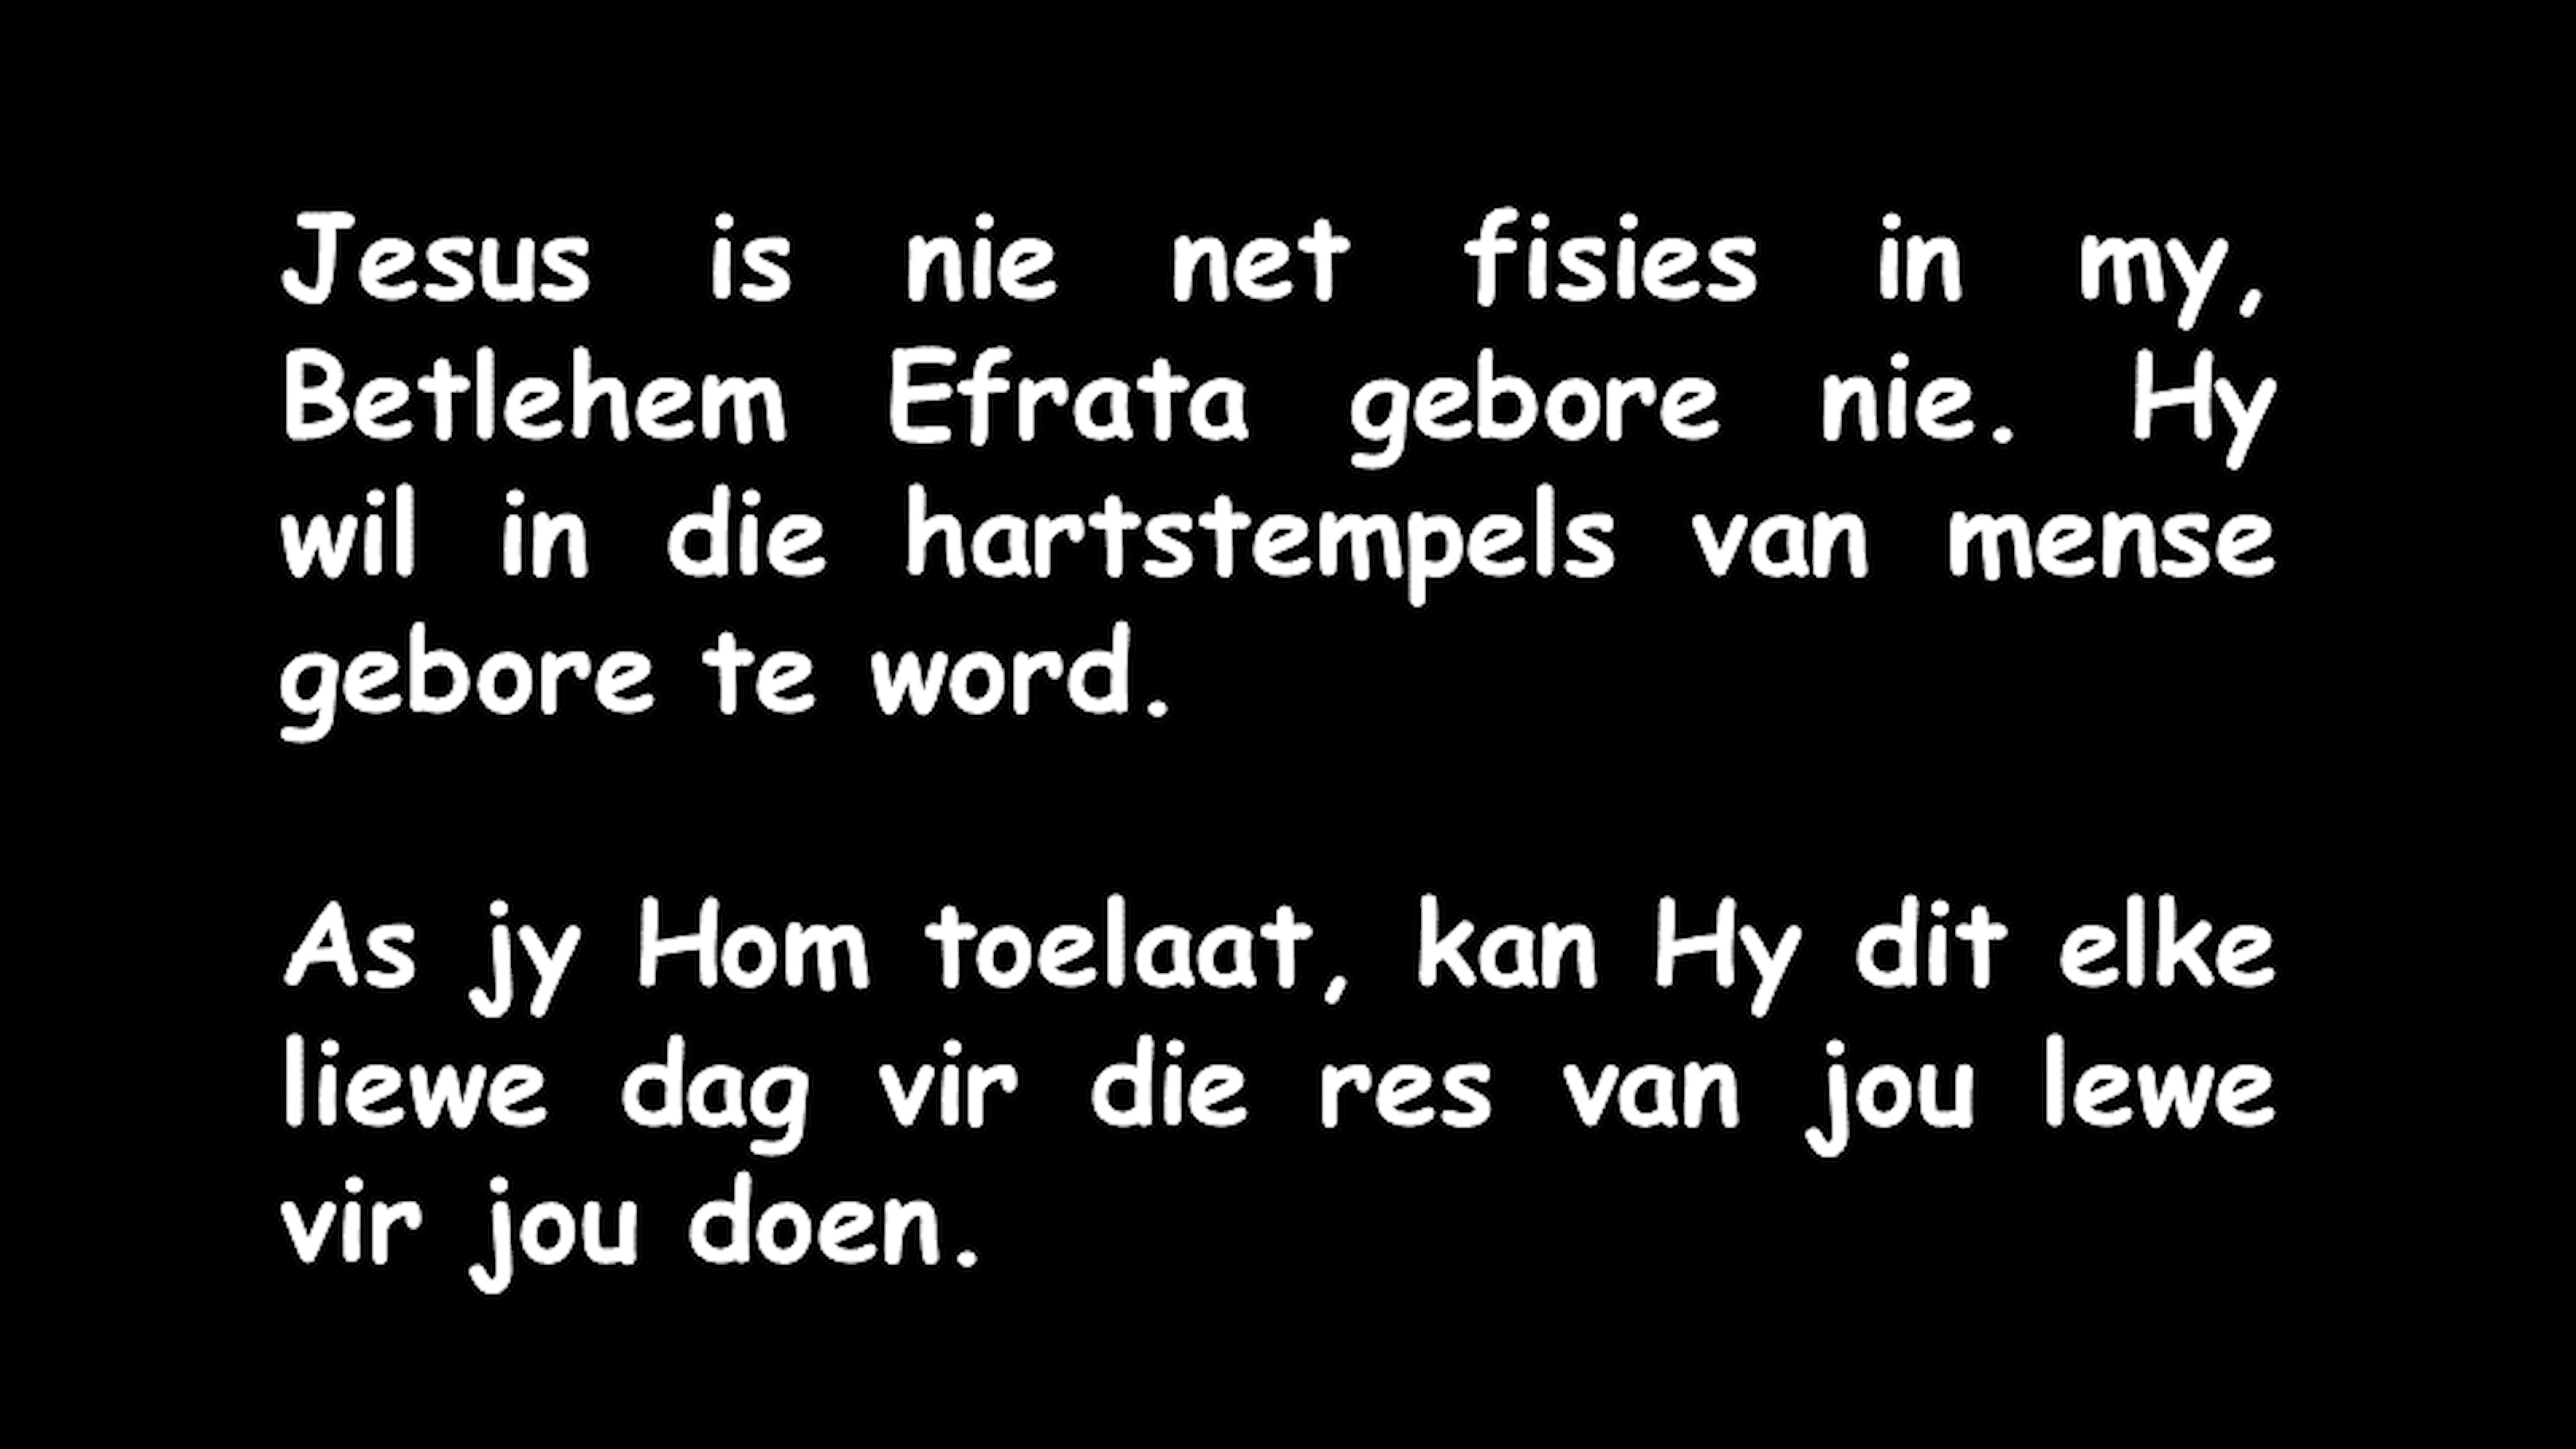 Jesus is nie net fisies in my,
Betlehem Efrata gebore nie. Hy
wil in die hartstempels van mense
gebore te word.
As jy Hom toelaat, kan Hy dit elke
liewe dag vir die res van jou lewe
vir jou doen.